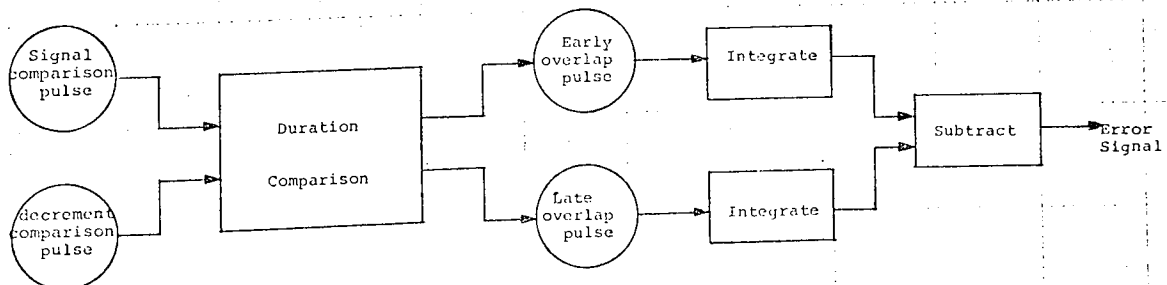 Signal
comparison
pulse
decrement
comparison
pulse
Duration
Comparison
Early
overlap
pulse
Late
overlap
pulse
Integrate
Integrate
Subtract
Error
Signal